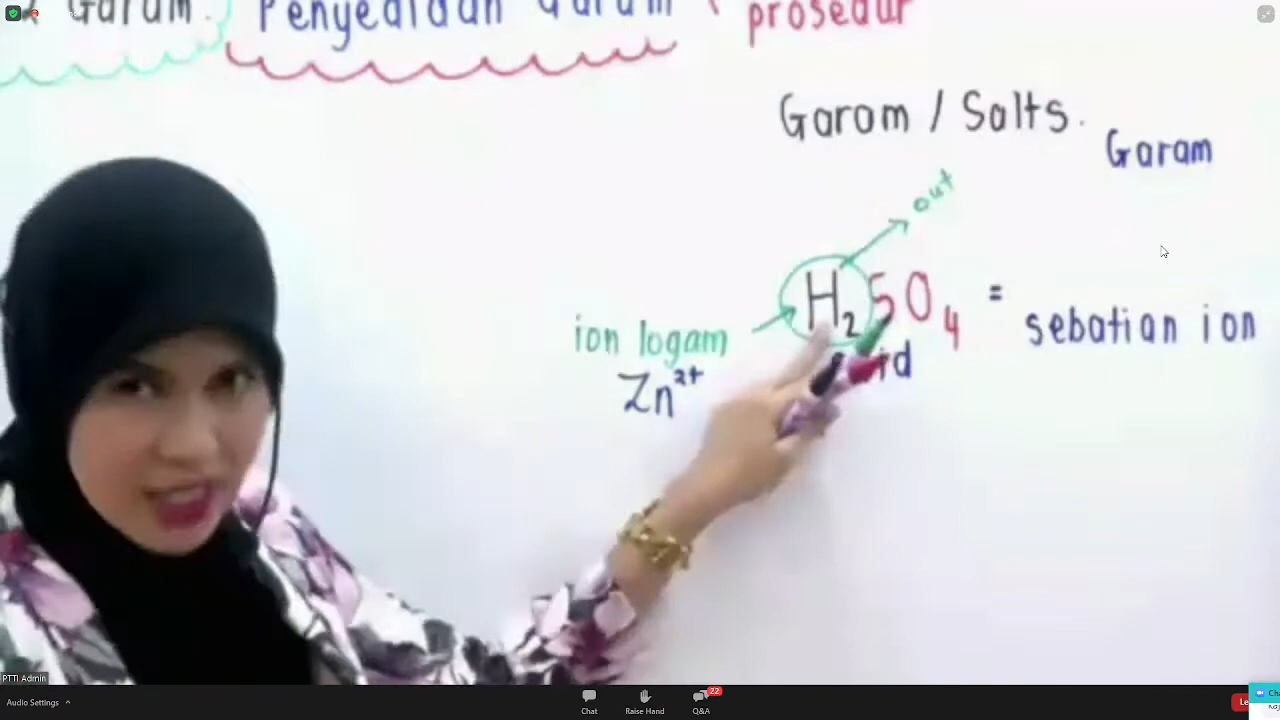 Garam. Penyediaan Garam prosedur
Garam / Salts.
Garam
out
H₂SO₄ = sebatian ion
ion logam
Zn²⁺
PTTI Admin
Audio Settings
Chat
Raise Hand
22
Q&A